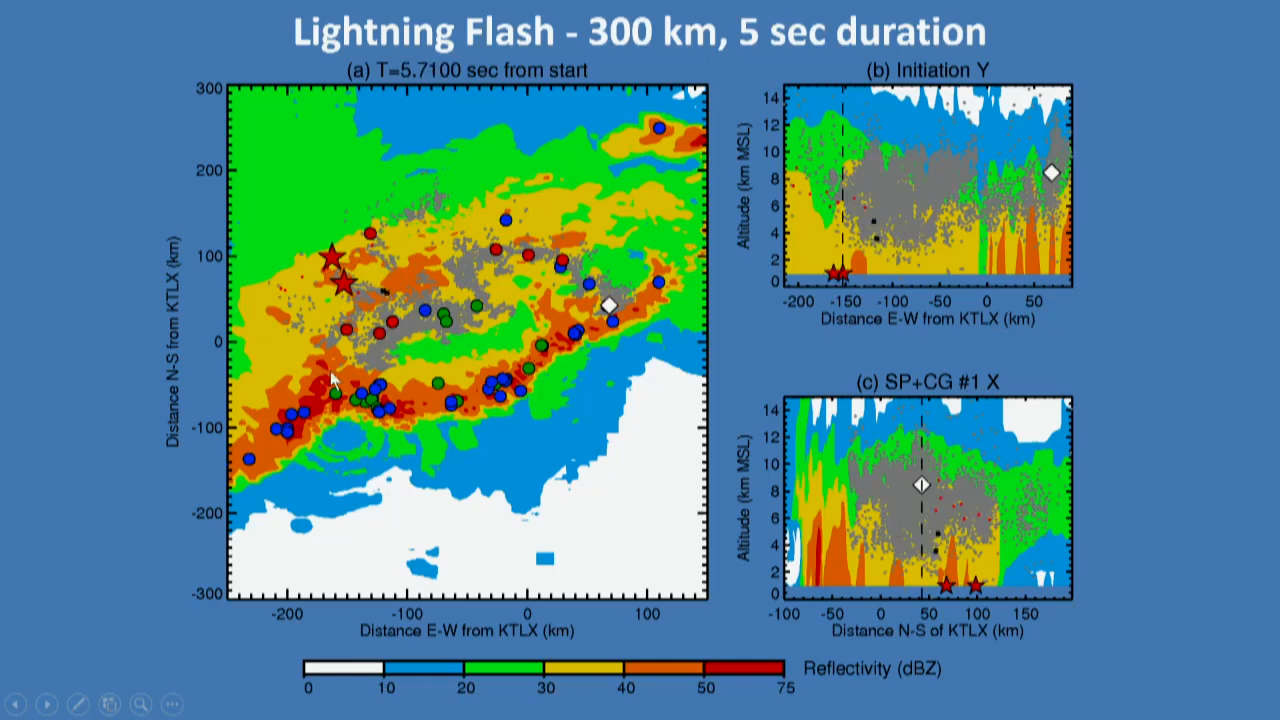 Lightning Flash - 300 km, 5 sec duration
(a) T=5.7100 sec from start
300
200
100
0
-100
-200
-300
Distance N-S from KTLX (km)
-200 -100 0 100
Distance E-W from KTLX (km)
(b) Initiation Y
14
12
10
8
6
4
2
0
Altitude (km MSL)
-200 -150 -100 -50 0 50
Distance E-W from KTLX (km)
(c) SP+CG #1 X
14
12
10
8
6
4
2
0
Altitude (km MSL)
-100 -50 0 50 100 150
Distance N-S of KTLX (km)
Reflectivity (dBZ)
0 10 20 30 40 50 75